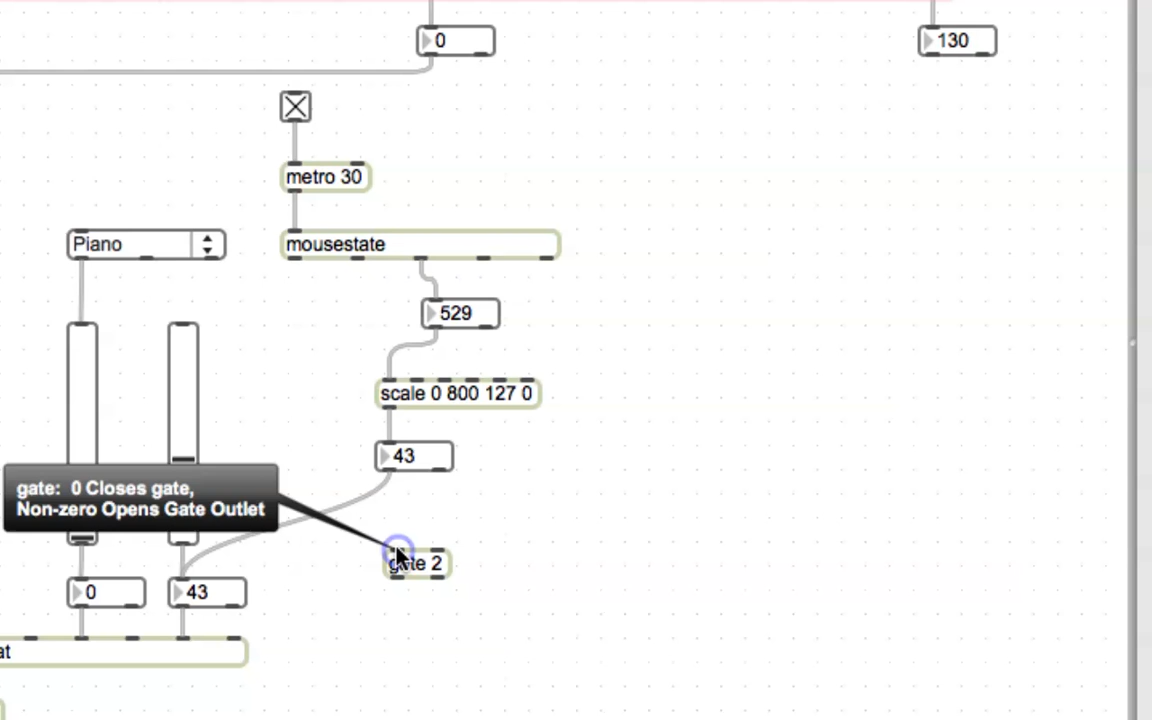 0
130
metro 30
Piano
mousestate
529
scale 0 800 127 0
43
gate: 0 Closes gate,
Non-zero Opens Gate Outlet
gate 2
0
43
at